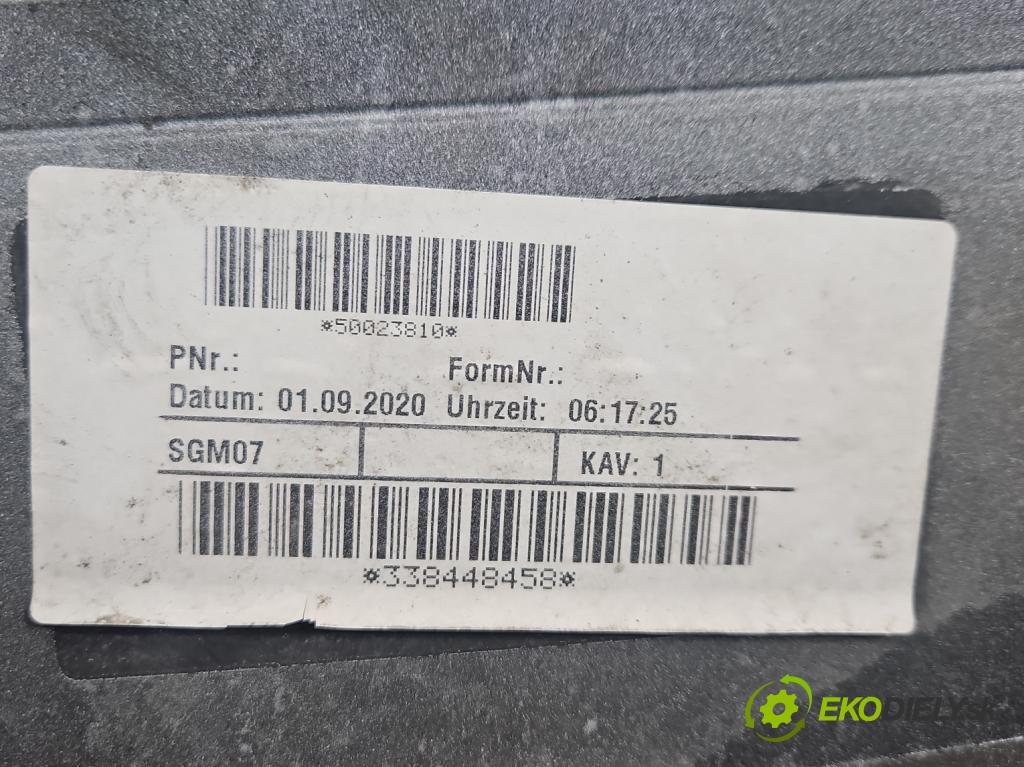 *50023810*
PNr.: FormNr.:
Datum: 01.09.2020 Uhrzeit: 06:17:25
SGM07 KAV: 1
*338448458*
EKODIELY.SK